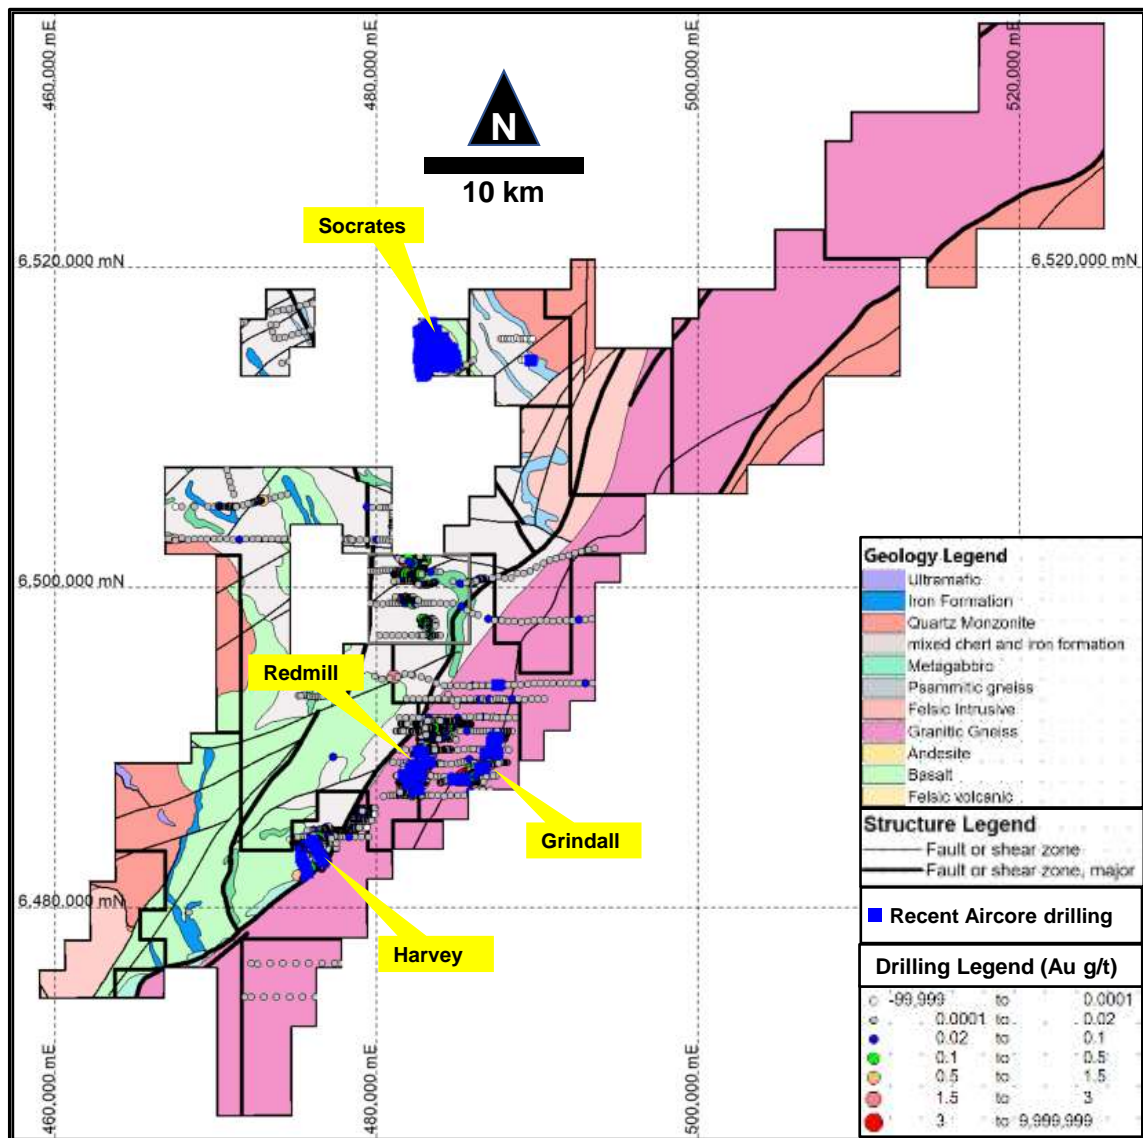 460,000 mE
480,000 mE
500,000 mE
520,000 mE
N
10 km
Socrates
6,520,000 mN
6,520,000 mN
6,500,000 mN
Redmill
Grindall
Harvey
6,480,000 mN
460,000 mE
480,000 mE
500,000 mE
Geology Legend
Ultramafic
Iron Formation
Quartz Monzonite
mixed chert and iron formation
Metagabbro
Psammitic gneiss
Felsic Intrusive
Granitic Gneiss
Andesite
Basalt
Felsic volcanic
Structure Legend
Fault or shear zone
Fault or shear zone, major
Recent Aircore drilling
Drilling Legend (Au g/t)
-99,999 to 0.0001
0.0001 to 0.02
0.02 to 0.1
0.1 to 0.5
0.5 to 1.5
1.5 to 3
3 to 9,999,999